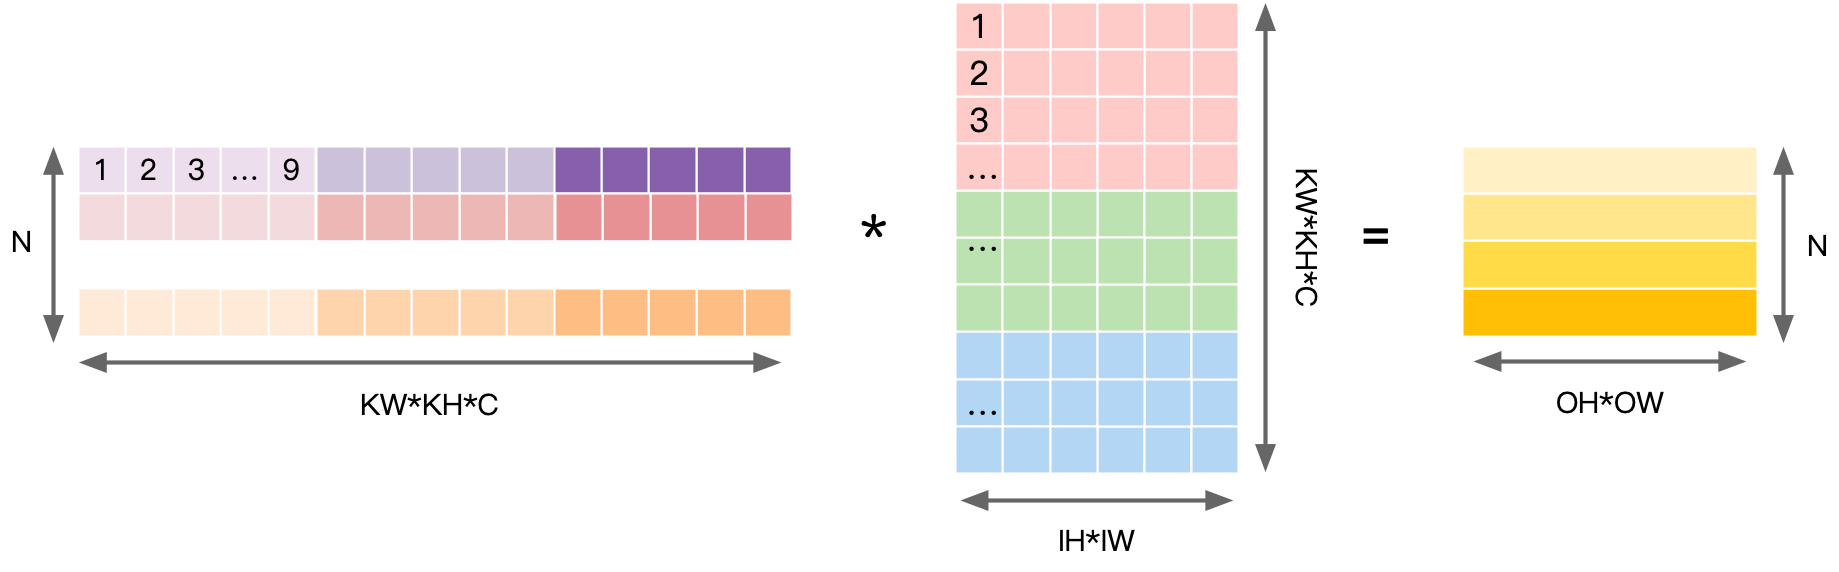 1 2 3 ... 9
N
KW*KH*C
*
1
2
3
...
...
...
KW*KH*C
IH*IW
=
N
OH*OW